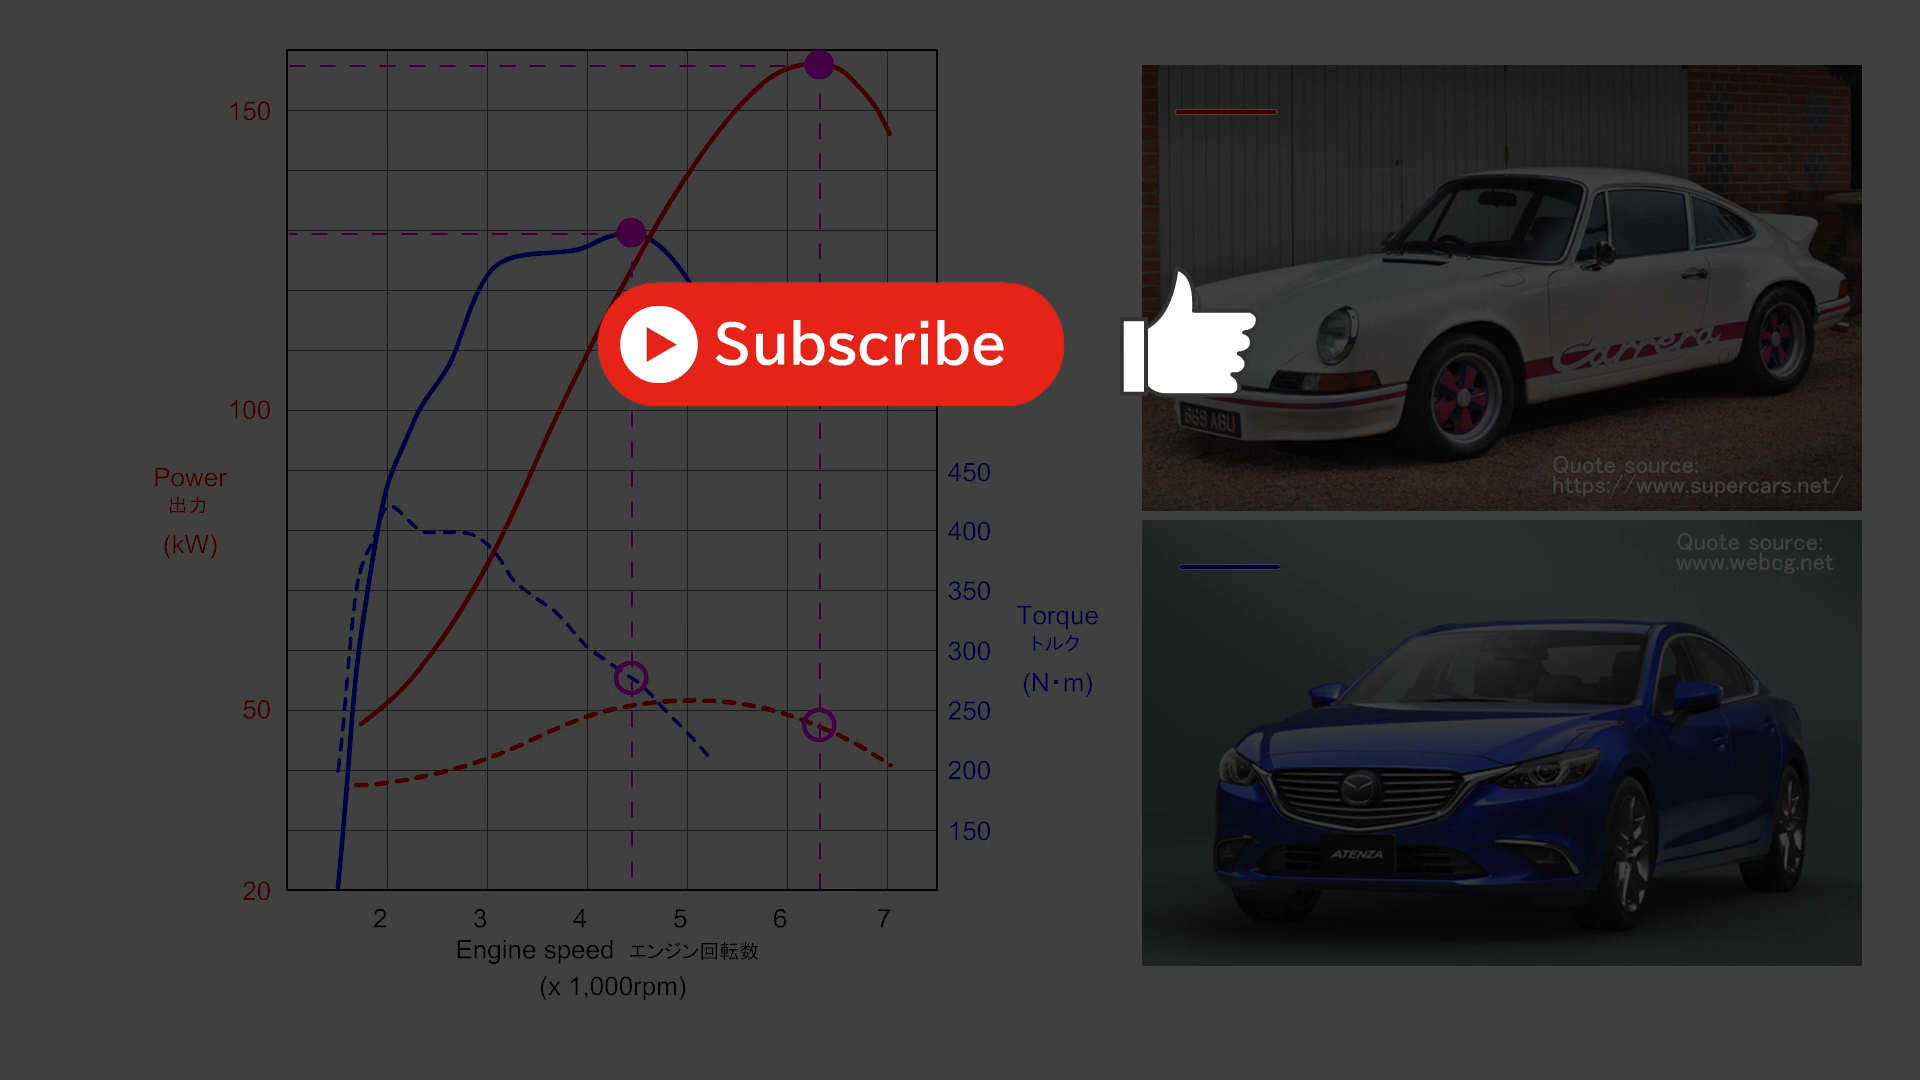 150
100
50
20
Power
出力
(kW)
450
400
350
300
250
200
150
Torque
トルク
(N・m)
2 3 4 5 6 7
Engine speed エンジン回転数
(x 1,000rpm)
Subscribe
Carrera
869 ABU
Quote source:
https://www.supercars.net/
Quote source:
www.webcg.net
ATENZA